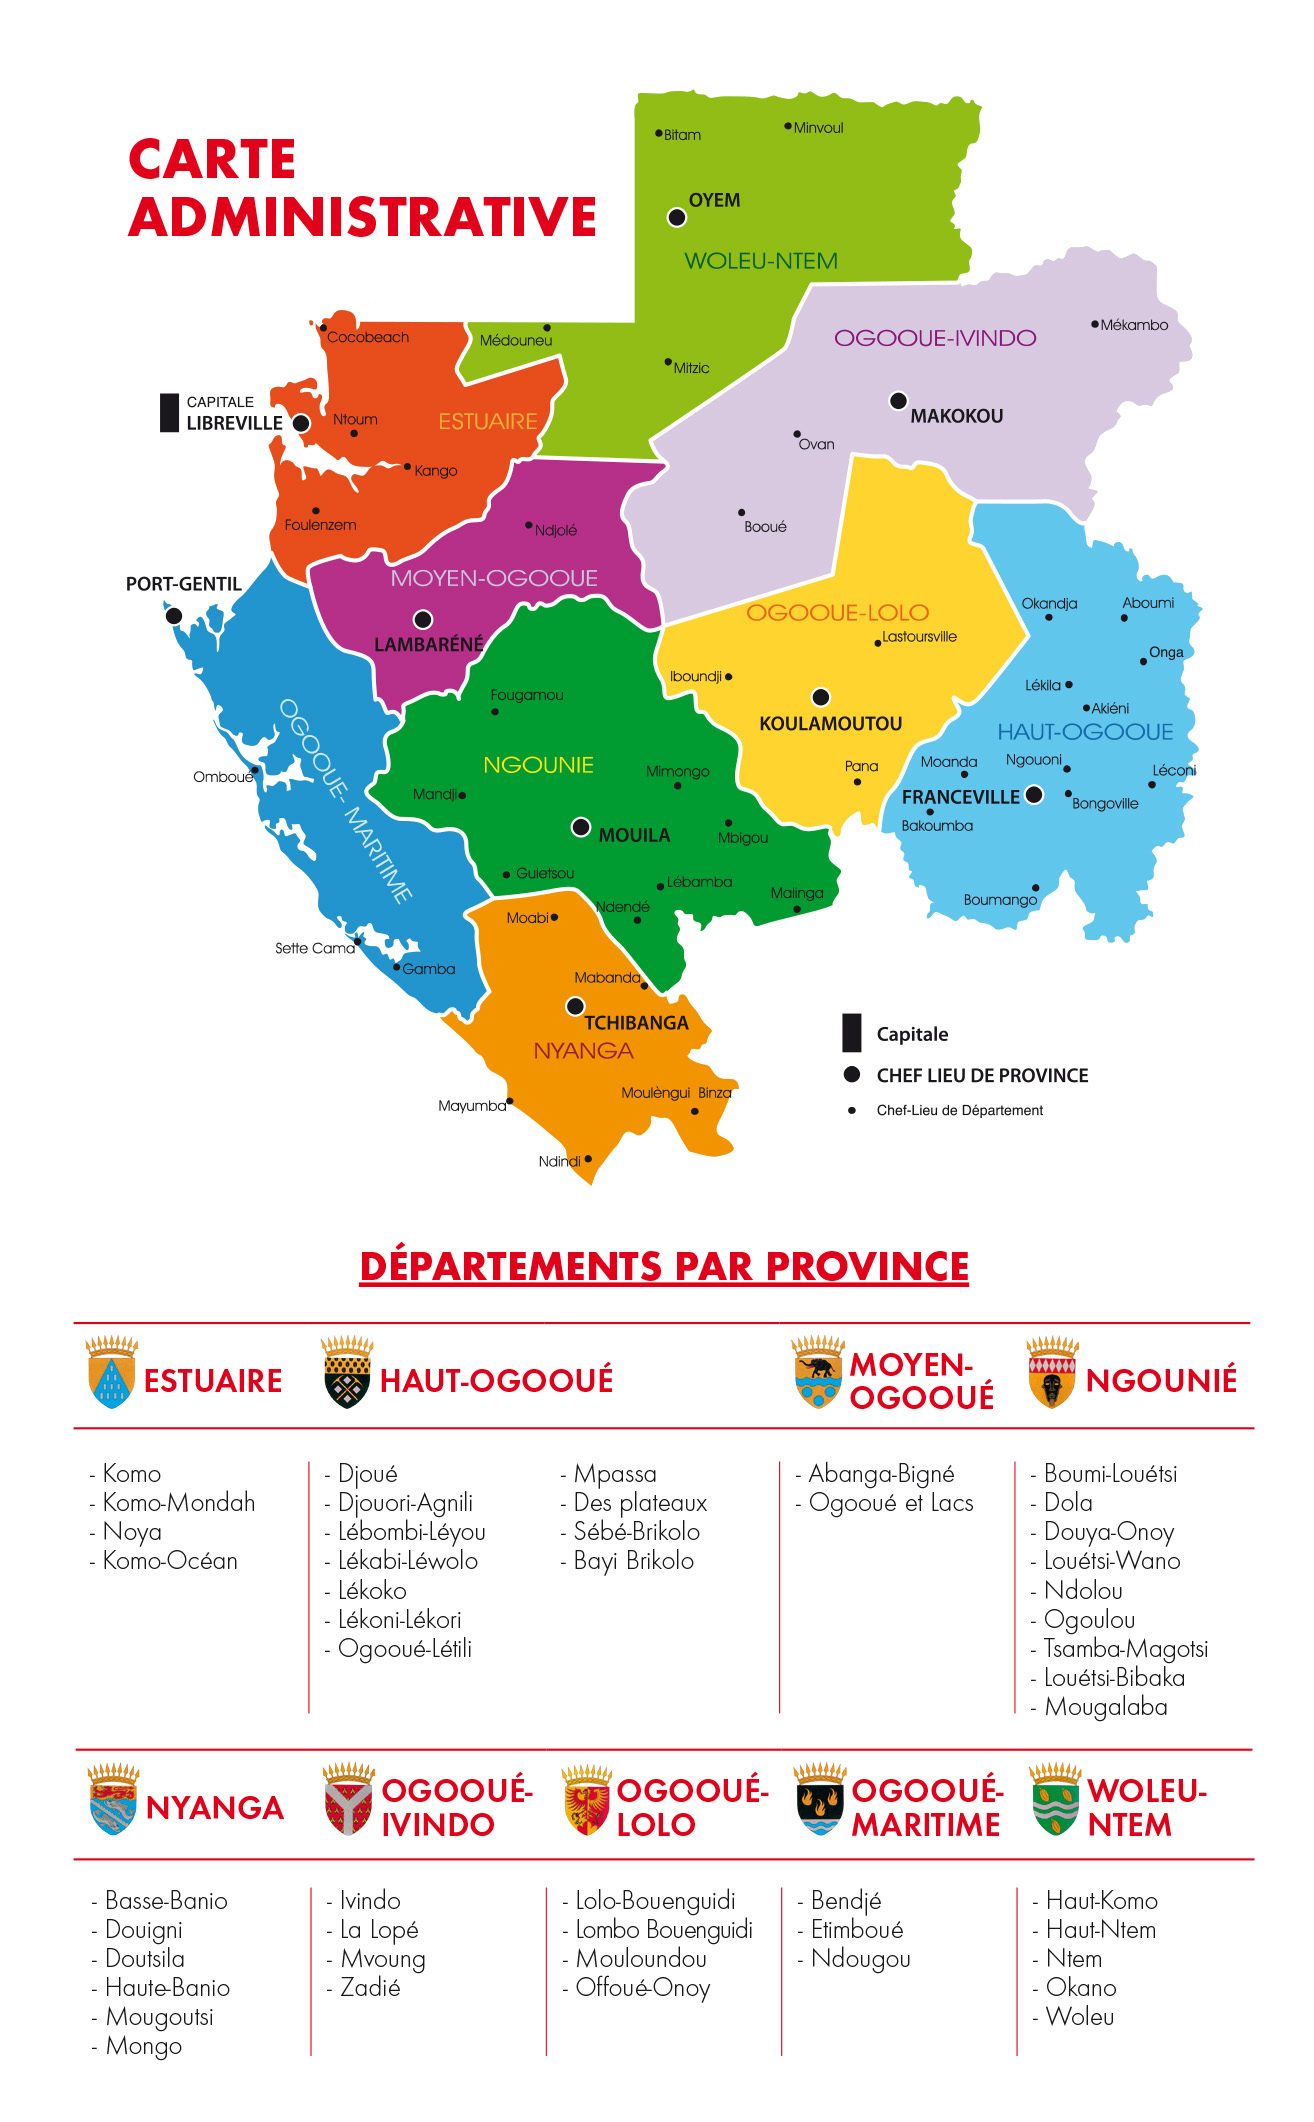 CARTE
ADMINISTRATIVE
Bitam
Minvoul
OYEM
WOLEU-NTEM
Cocobeach
Médouneu
OGOOUE-IVINDO
Mékambo
Mitzic
CAPITALE
LIBREVILLE
Ntoum
ESTUAIRE
MAKOKOU
Ovan
Kango
Foulenzem
Ndjolé
Booué
PORT-GENTIL
MOYEN-OGOOUE
LAMBARÉNÉ
OGOOUE-LOLO
Lastoursville
Okandja
Aboumi
Onga
Iboundji
Lékila
Akiéni
Fougamou
KOULAMOUTOU
HAUT-OGOOUE
OGOOUE- MARITIME
NGOUNIE
Mimongo
Pana
Moanda
Ngouoni
Léconi
Omboué
Mandji
FRANCEVILLE
Bongoville
MOUILA
Mbigou
Bakoumba
Guietsou
Lébamba
Malinga
Boumango
Ndendé
Moabi
Sette Cama
Gamba
Mabanda
TCHIBANGA
NYANGA
Mayumba
Moulèngui Binza
Ndindi
Capitale
CHEF LIEU DE PROVINCE
Chef-Lieu de Département
DÉPARTEMENTS PAR PROVINCE
ESTUAIRE
- Komo
- Komo-Mondah
- Noya
- Komo-Océan
HAUT-OGOOUÉ
- Djoué
- Djouori-Agnili
- Lébombi-Léyou
- Lékabi-Léwolo
- Lékoko
- Lékoni-Lékori
- Ogooué-Létili
- Mpassa
- Des plateaux
- Sébé-Brikolo
- Bayi Brikolo
MOYEN-
OGOOUÉ
- Abanga-Bigné
- Ogooué et Lacs
NGOUNIÉ
- Boumi-Louétsi
- Dola
- Douya-Onoy
- Louétsi-Wano
- Ndolou
- Ogoulou
- Tsamba-Magotsi
- Louétsi-Bibaka
- Mougalaba
NYANGA
- Basse-Banio
- Douigni
- Doutsila
- Haute-Banio
- Mougoutsi
- Mongo
OGOOUÉ-
IVINDO
- Ivindo
- La Lopé
- Mvoung
- Zadié
OGOOUÉ-
LOLO
- Lolo-Bouenguidi
- Lombo Bouenguidi
- Mouloundou
- Offoué-Onoy
OGOOUÉ-
MARITIME
- Bendjé
- Etimboué
- Ndougou
WOLEU-
NTEM
- Haut-Komo
- Haut-Ntem
- Ntem
- Okano
- Woleu